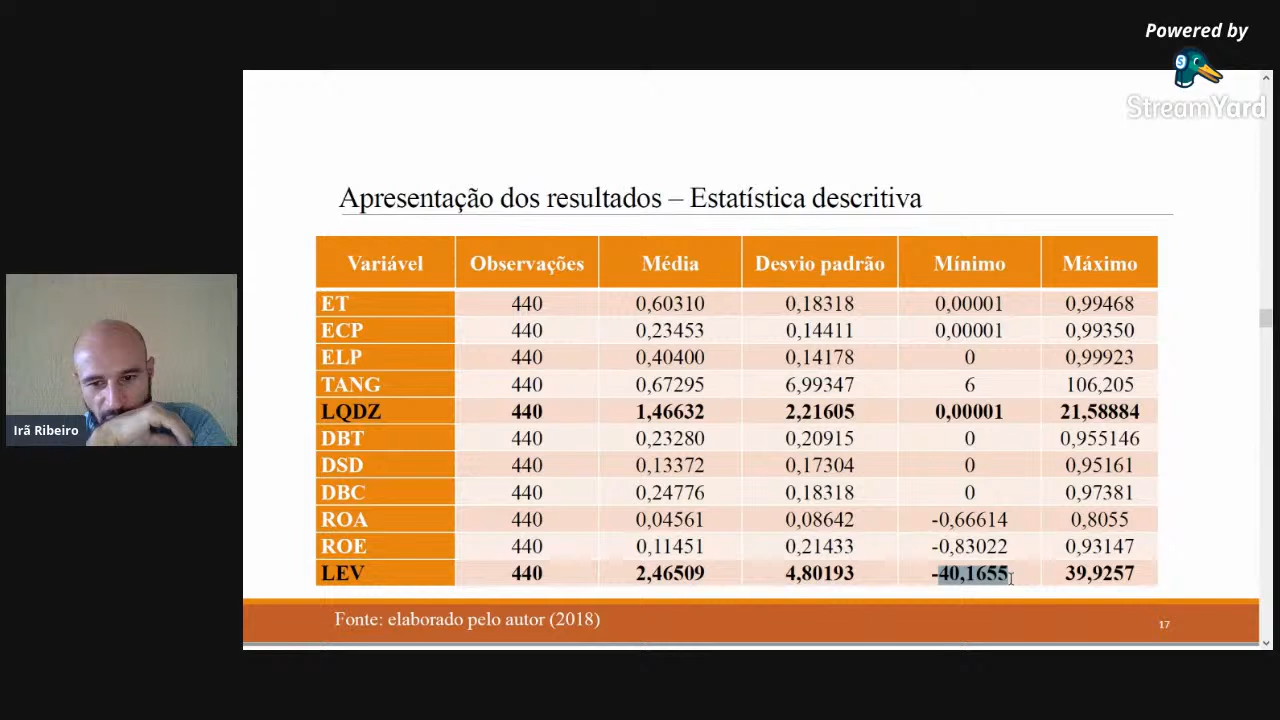 Powered by
StreamYard
Apresentação dos resultados – Estatística descritiva
Variável Observações Média Desvio padrão Mínimo Máximo
ET 440 0,60310 0,18318 0,00001 0,99468
ECP 440 0,23453 0,14411 0,00001 0,99350
ELP 440 0,40400 0,14178 0 0,99923
TANG 440 0,67295 6,99347 6 106,205
LQDZ 440 1,46632 2,21605 0,00001 21,58884
DBT 440 0,23280 0,20915 0 0,955146
DSD 440 0,13372 0,17304 0 0,95161
DBC 440 0,24776 0,18318 0 0,97381
ROA 440 0,04561 0,08642 -0,66614 0,8055
ROE 440 0,11451 0,21433 -0,83022 0,93147
LEV 440 2,46509 4,80193 -40,1655 39,9257
Fonte: elaborado pelo autor (2018)
17
Irã Ribeiro